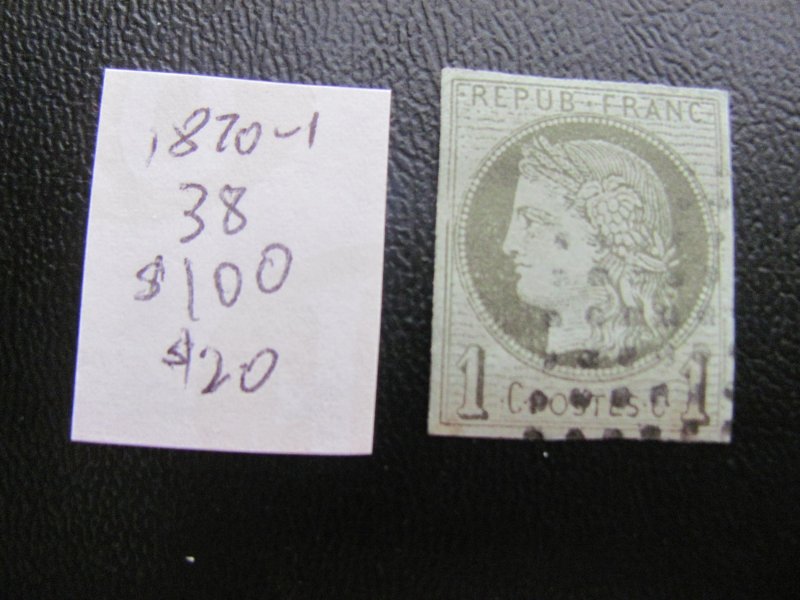 1870-1
38
$100
$20
REPUB · FRANC
1 C POSTES C 1